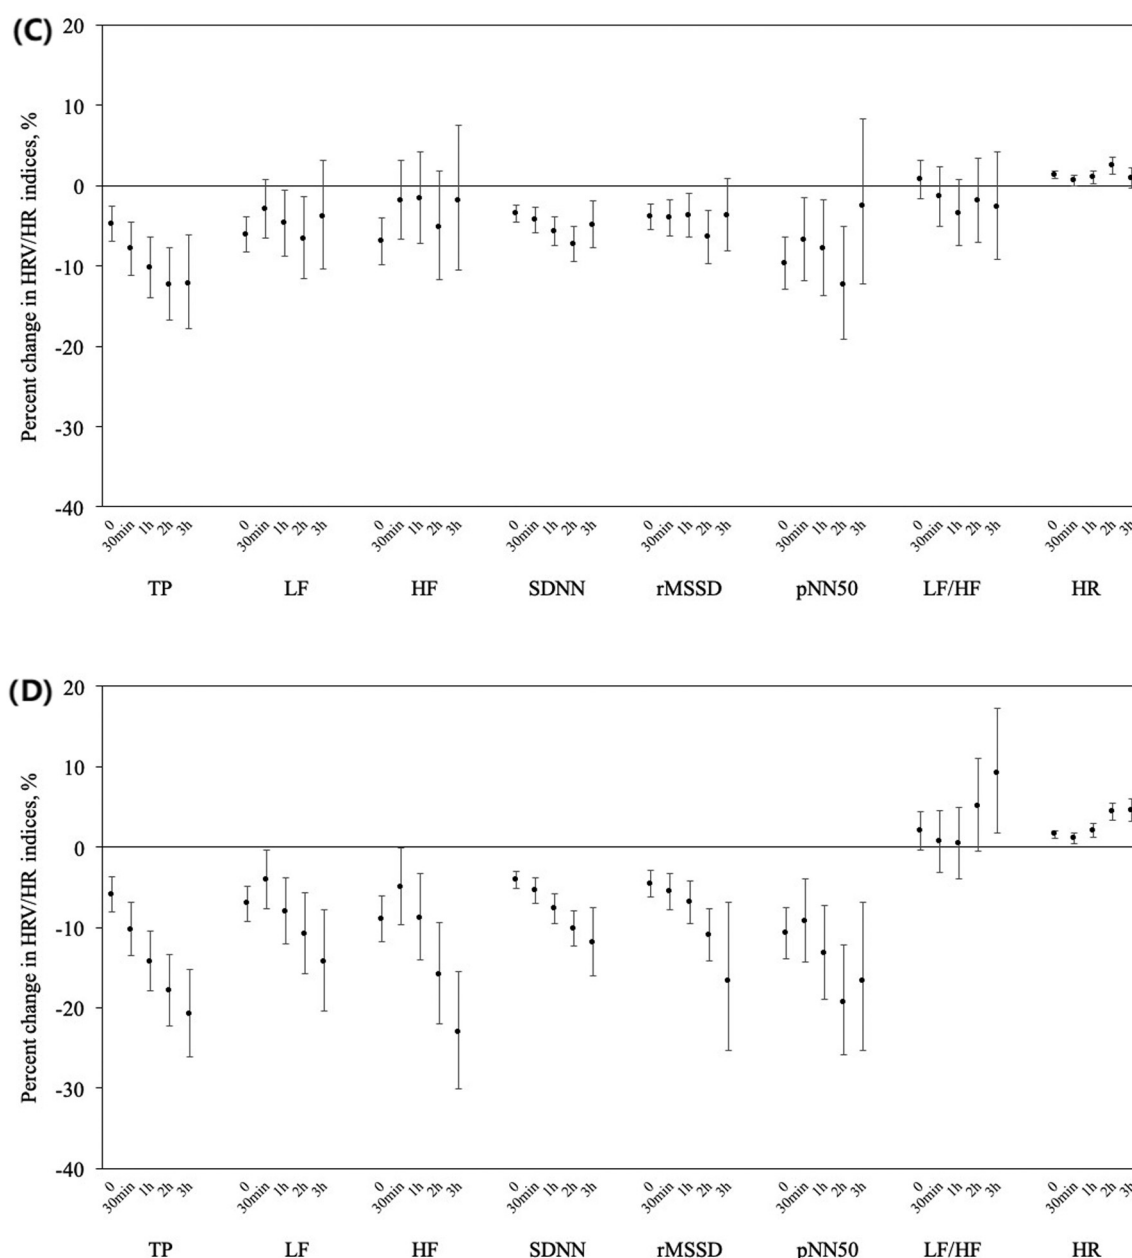 (C)
Percent change in HRV/HR indices, %
20
10
0
-10
-20
-30
-40
0 30min 1h 2h 3h 0 30min 1h 2h 3h 0 30min 1h 2h 3h 0 30min 1h 2h 3h 0 30min 1h 2h 3h 0 30min 1h 2h 3h 0 30min 1h 2h 3h 0 30min 1h 2h 3h
TP LF HF SDNN rMSSD pNN50 LF/HF HR
(D)
Percent change in HRV/HR indices, %
20
10
0
-10
-20
-30
-40
0 30min 1h 2h 3h 0 30min 1h 2h 3h 0 30min 1h 2h 3h 0 30min 1h 2h 3h 0 30min 1h 2h 3h 0 30min 1h 2h 3h 0 30min 1h 2h 3h 0 30min 1h 2h 3h
TP LF HF SDNN rMSSD pNN50 LF/HF HR